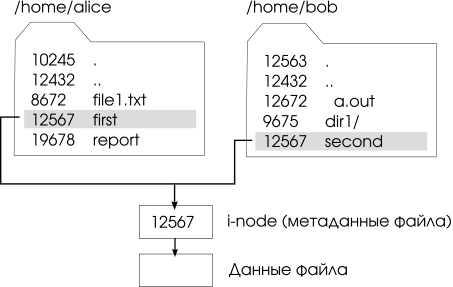 /home/alice
10245 .
12432 ..
8672 file1.txt
12567 first
19678 report
/home/bob
12563 .
12432 ..
12672 a.out
9675 dir1/
12567 second
12567
i-node (метаданные файла)
Данные файла